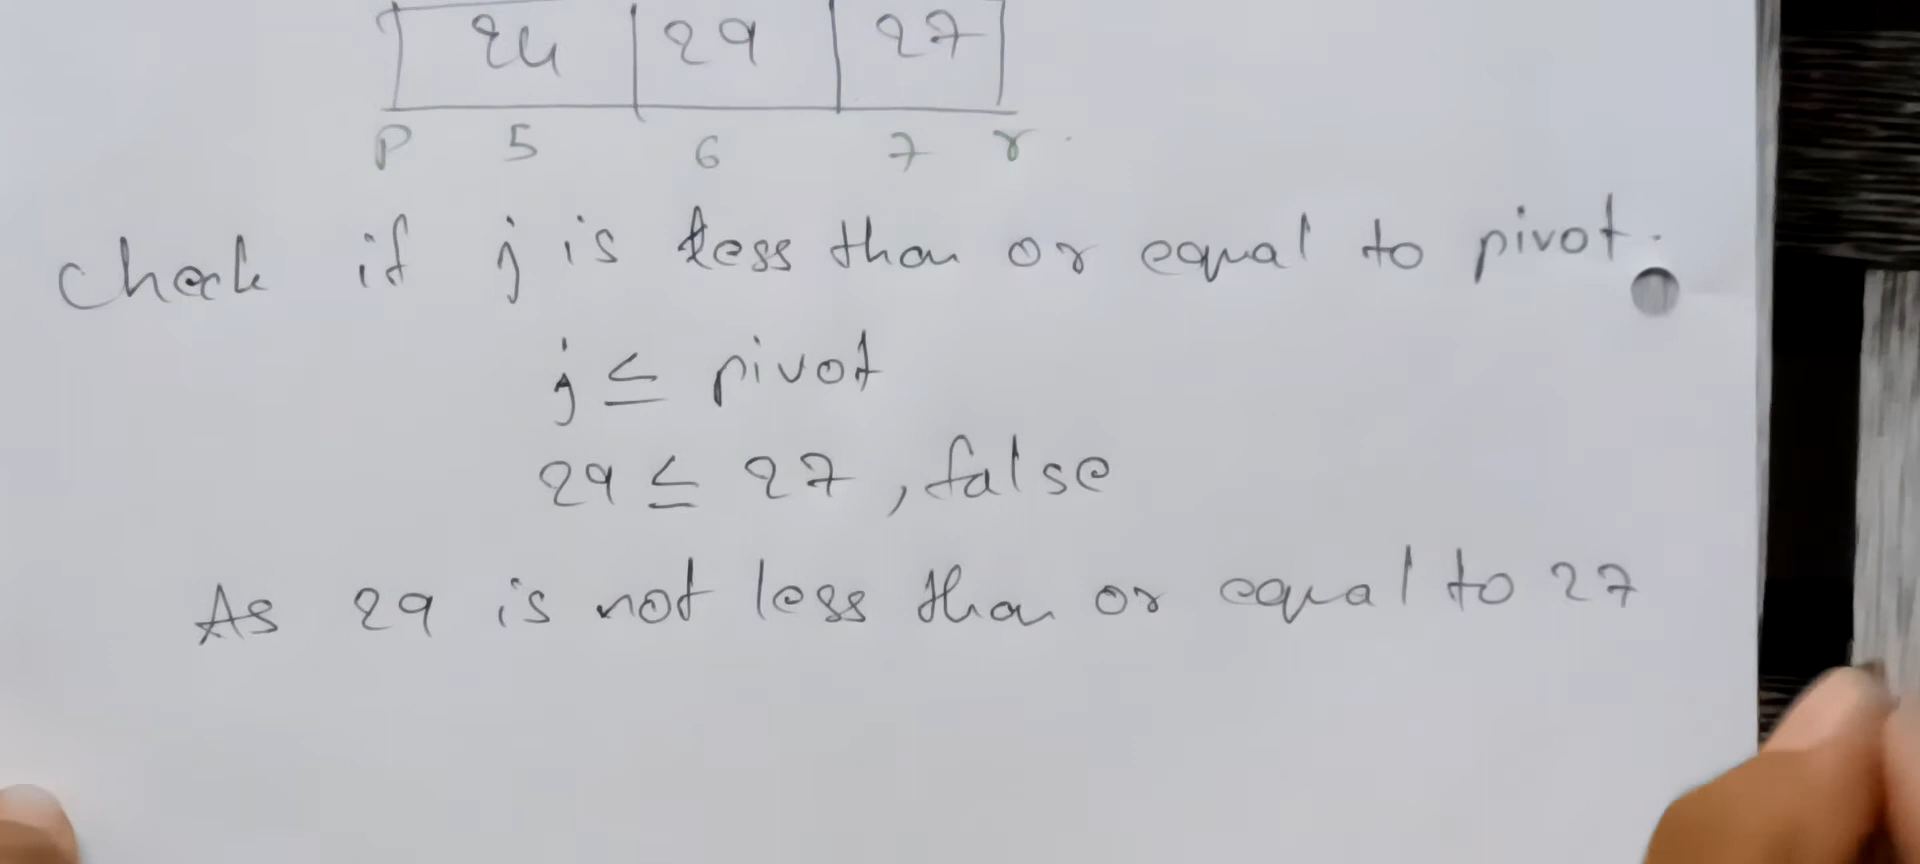 24 29 27
P 5 6 7 r
Check if j is less than or equal to pivot.
j ≤ pivot
29 ≤ 27, false
As 29 is not less than or equal to 27